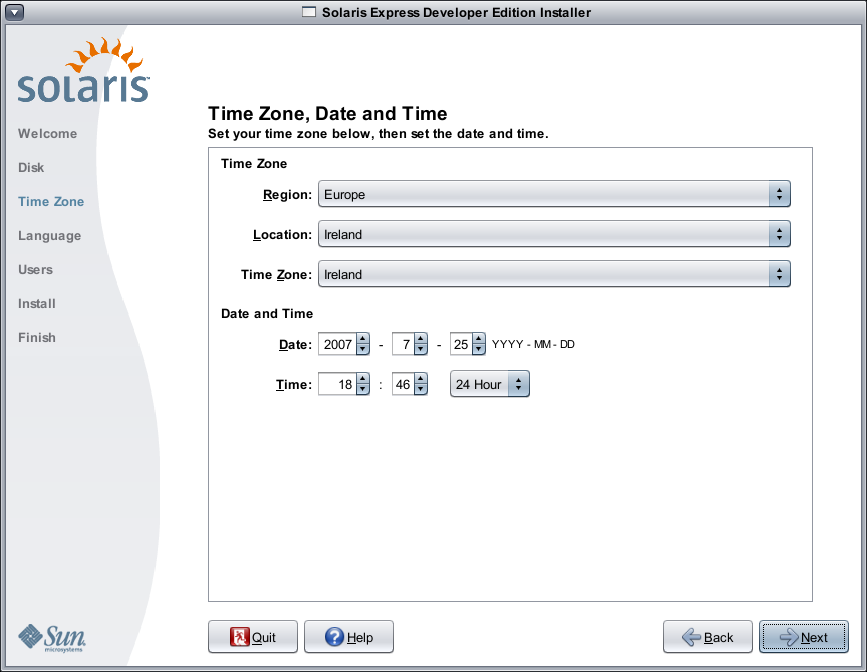 Solaris Express Developer Edition Installer
solaris™
Welcome
Disk
Time Zone
Language
Users
Install
Finish
Time Zone, Date and Time
Set your time zone below, then set the date and time.
Time Zone
Region: Europe
Location: Ireland
Time Zone: Ireland
Date and Time
Date: 2007 - 7 - 25 YYYY - MM - DD
Time: 18 : 46 24 Hour
Sun
microsystems
Quit Help Back Next